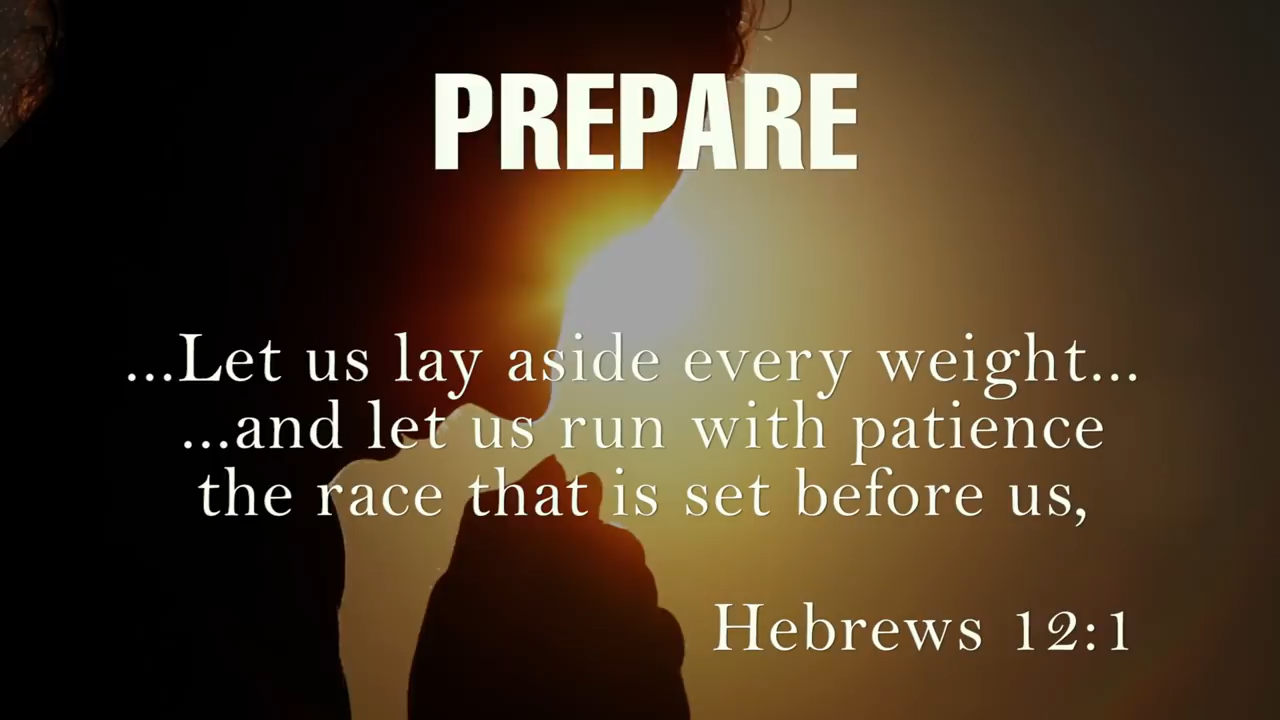 PREPARE
...Let us lay aside every weight...
...and let us run with patience
the race that is set before us,
Hebrews 12:1